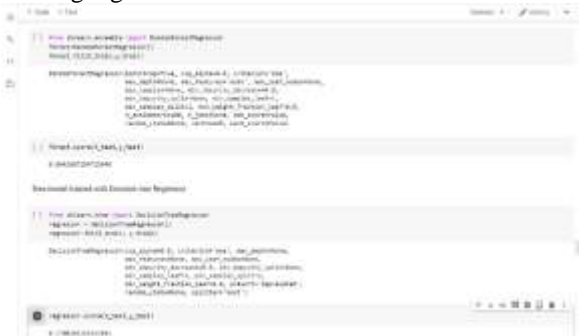 + Code + Text
from sklearn.ensemble import RandomForestRegressor
forest=RandomForestRegressor()
forest.fit(X_train,y_train)
RandomForestRegressor(bootstrap=True, ccp_alpha=0.0, criterion='mse',
max_depth=None, max_features='auto', max_leaf_nodes=None,
max_samples=None, min_impurity_decrease=0.0,
min_impurity_split=None, min_samples_leaf=1,
min_samples_split=2, min_weight_fraction_leaf=0.0,
n_estimators=100, n_jobs=None, oob_score=False,
random_state=None, verbose=0, warm_start=False)
forest.score(X_test,y_test)
model trained with Decision tree Regressor
from sklearn.tree import DecisionTreeRegressor
regressor = DecisionTreeRegressor()
regressor.fit(X_train, y_train)
DecisionTreeRegressor(ccp_alpha=0.0, criterion='mse', max_depth=None,
max_features=None, max_leaf_nodes=None,
min_impurity_decrease=0.0, min_impurity_split=None,
min_samples_leaf=1, min_samples_split=2,
min_weight_fraction_leaf=0.0, presort='deprecated',
random_state=None, splitter='best')
regressor.score(X_test,y_test)